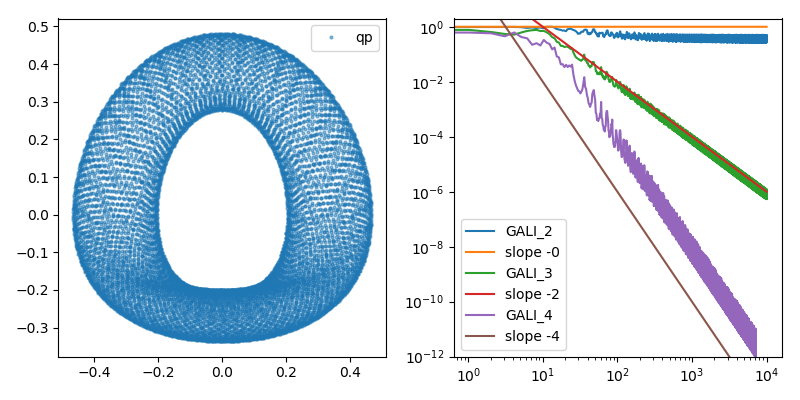 qp
0.5
0.4
0.3
0.2
0.1
0.0
−0.1
−0.2
−0.3
−0.4 −0.2 0.0 0.2 0.4
10^0
10^−2
10^−4
10^−6
10^−8
10^−10
10^−12
GALI_2
slope -0
GALI_3
slope -2
GALI_4
slope -4
10^0 10^1 10^2 10^3 10^4